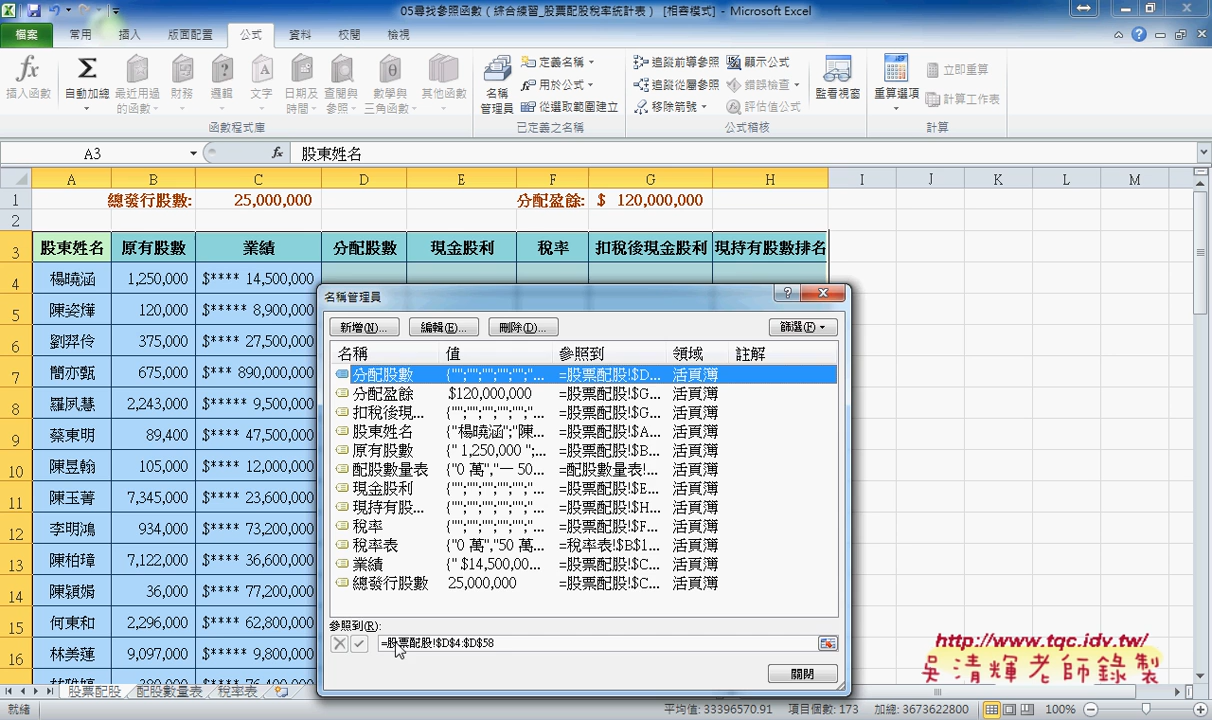 05尋找參照函數（綜合練習_股票配股稅率統計表） [相容模式] - Microsoft Excel
檔案 常用 插入 版面配置 公式 資料 校閱 檢視
插入函數 自動加總 最近用過的函數 財務 邏輯 文字 日期及時間 查閱與參照 數學與三角函數 其他函數 名稱管理員 定義名稱 用於公式 從選取範圍建立 追蹤前導參照 追蹤從屬參照 移除箭號 顯示公式 錯誤檢查 評估值公式 監看視窗 重算選項 立即重算 計算工作表
函數程式庫 已定義之名稱 公式稽核 計算
A3 fx 股東姓名
A B C D E F G H I J K L M
1 總發行股數: 25,000,000 分配盈餘: $ 120,000,000
2
3 股東姓名 原有股數 業績 分配股數 現金股利 稅率 扣稅後現金股利 現持有股數排名
4 楊曉涵 1,250,000 $**** 14,500,000
5 陳姿燁 120,000 $***** 8,900,000
6 劉羿伶 375,000 $**** 27,500,000
7 簡亦甄 675,000 $*** 890,000,000
8 羅夙慧 2,243,000 $***** 9,500,000
9 蔡東明 89,400 $**** 47,500,000
10 陳昱翰 105,000 $**** 12,000,000
11 陳玉菁 7,345,000 $**** 23,600,000
12 李明鴻 934,000 $**** 73,200,000
13 陳柏璋 7,122,000 $**** 36,600,000
14 陳潁媘 36,000 $**** 77,200,000
15 何東和 2,296,000 $**** 62,800,000
16 林美蓮 9,097,000 $***** 9,800,000
名稱管理員
新增(N)... 編輯(E)... 刪除(D)... 篩選(F)
名稱 值 參照到 領域 註解
分配股數 {"";"";"";"";"";"... =股票配股!$D... 活頁簿
分配盈餘 $120,000,000 =股票配股!$G... 活頁簿
扣稅後現... {"";"";"";"";"";"... =股票配股!$G... 活頁簿
股東姓名 {"楊曉涵";"陳... =股票配股!$A... 活頁簿
原有股數 {" 1,250,000 ";... =股票配股!$B... 活頁簿
配股數量表 {"0 萬","一 50... =配股數量表!... 活頁簿
現金股利 {"";"";"";"";"";"... =股票配股!$E... 活頁簿
現持有股... {"";"";"";"";"";"... =股票配股!$H... 活頁簿
稅率 {"";"";"";"";"";"... =股票配股!$F... 活頁簿
稅率表 {"0 萬","50 萬... =稅率表!$B$1... 活頁簿
業績 {" $14,500,00... =股票配股!$C... 活頁簿
總發行股數 25,000,000 =股票配股!$C... 活頁簿
參照到(R):
=股票配股!$D$4:$D$58
關閉
http://www.tqc.idv.tw/
吳清輝老師錄製
股票配股 配股數量表 稅率表
就緒 平均值: 33396570.91 項目個數: 173 加總: 3673622800 100%